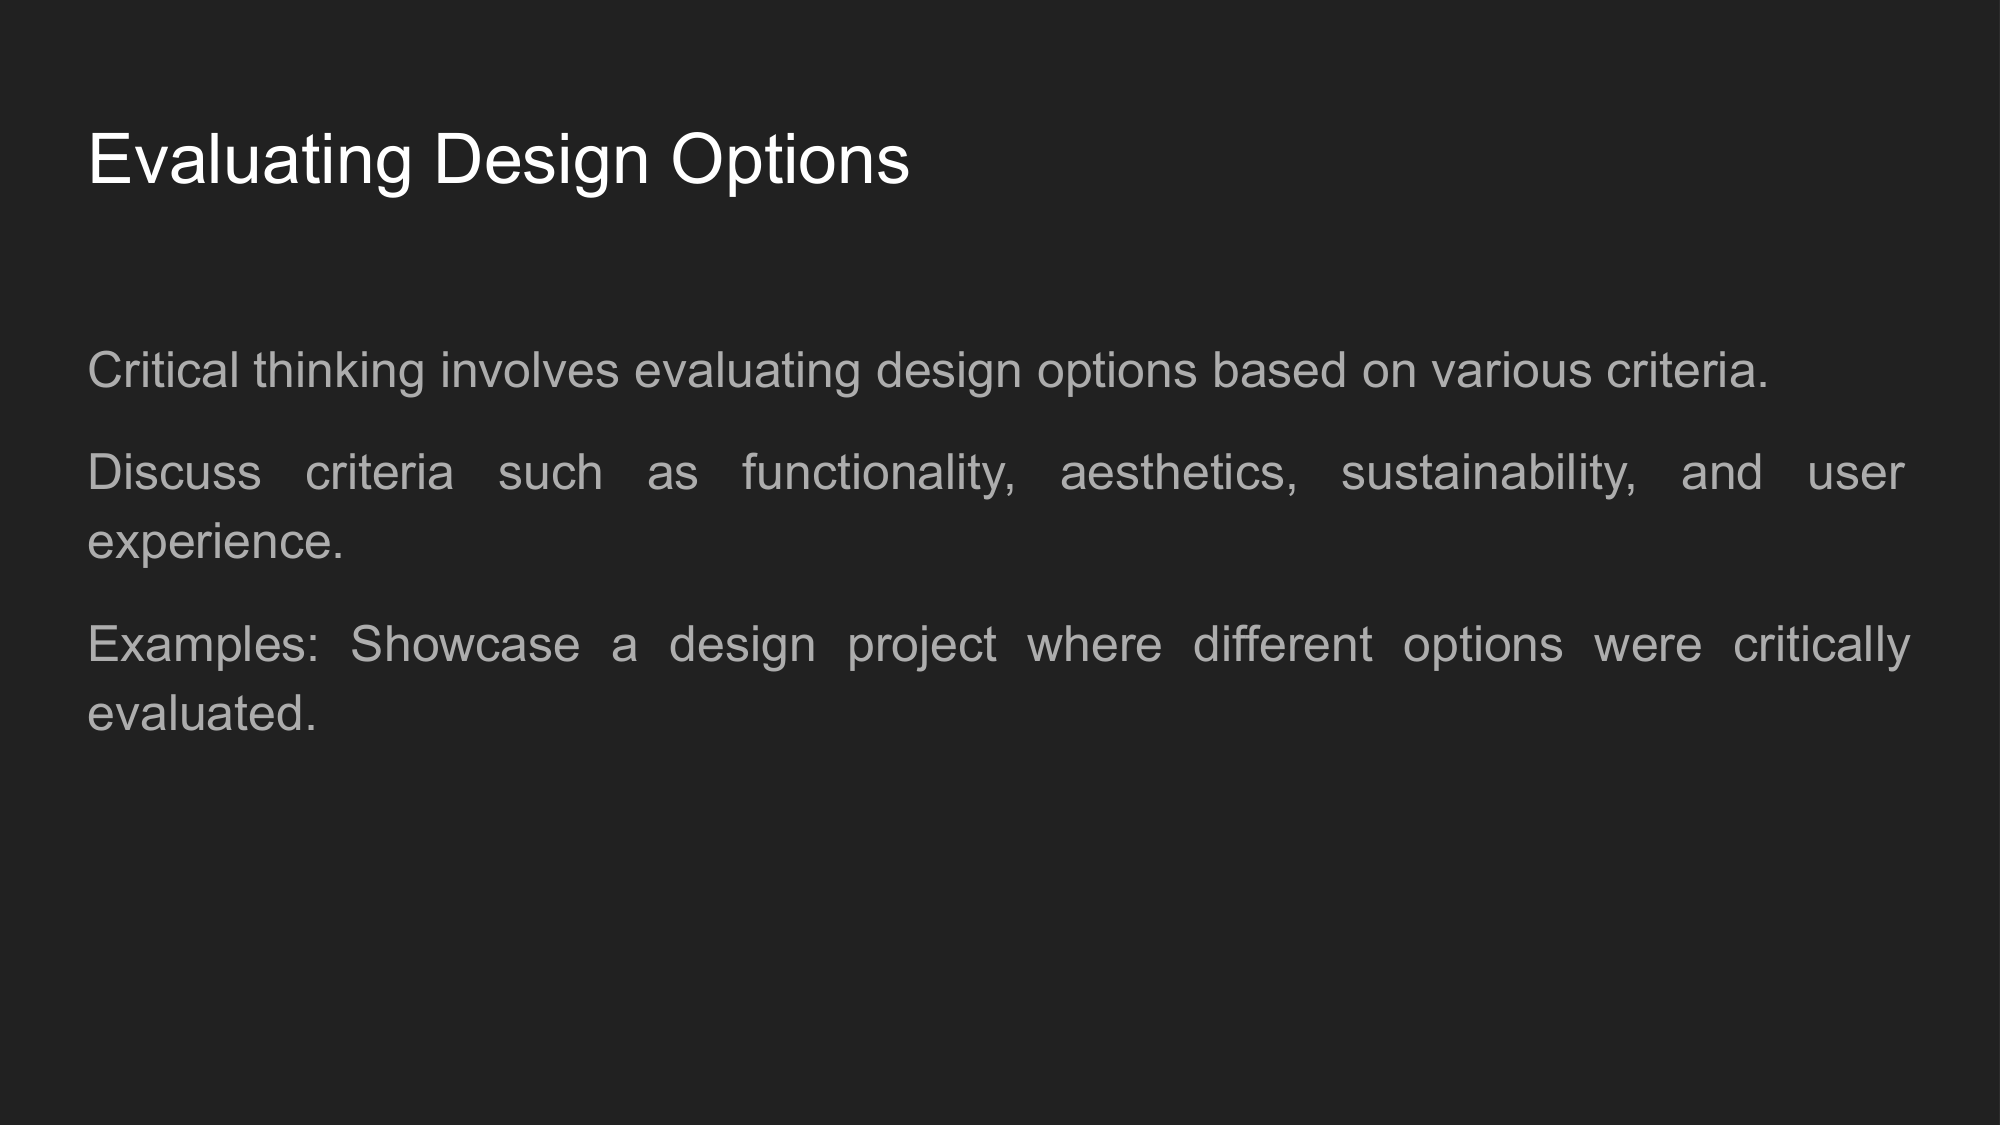 Evaluating Design Options
Critical thinking involves evaluating design options based on various criteria.
Discuss criteria such as functionality, aesthetics, sustainability, and user
experience.
Examples: Showcase a design project where different options were critically
evaluated.